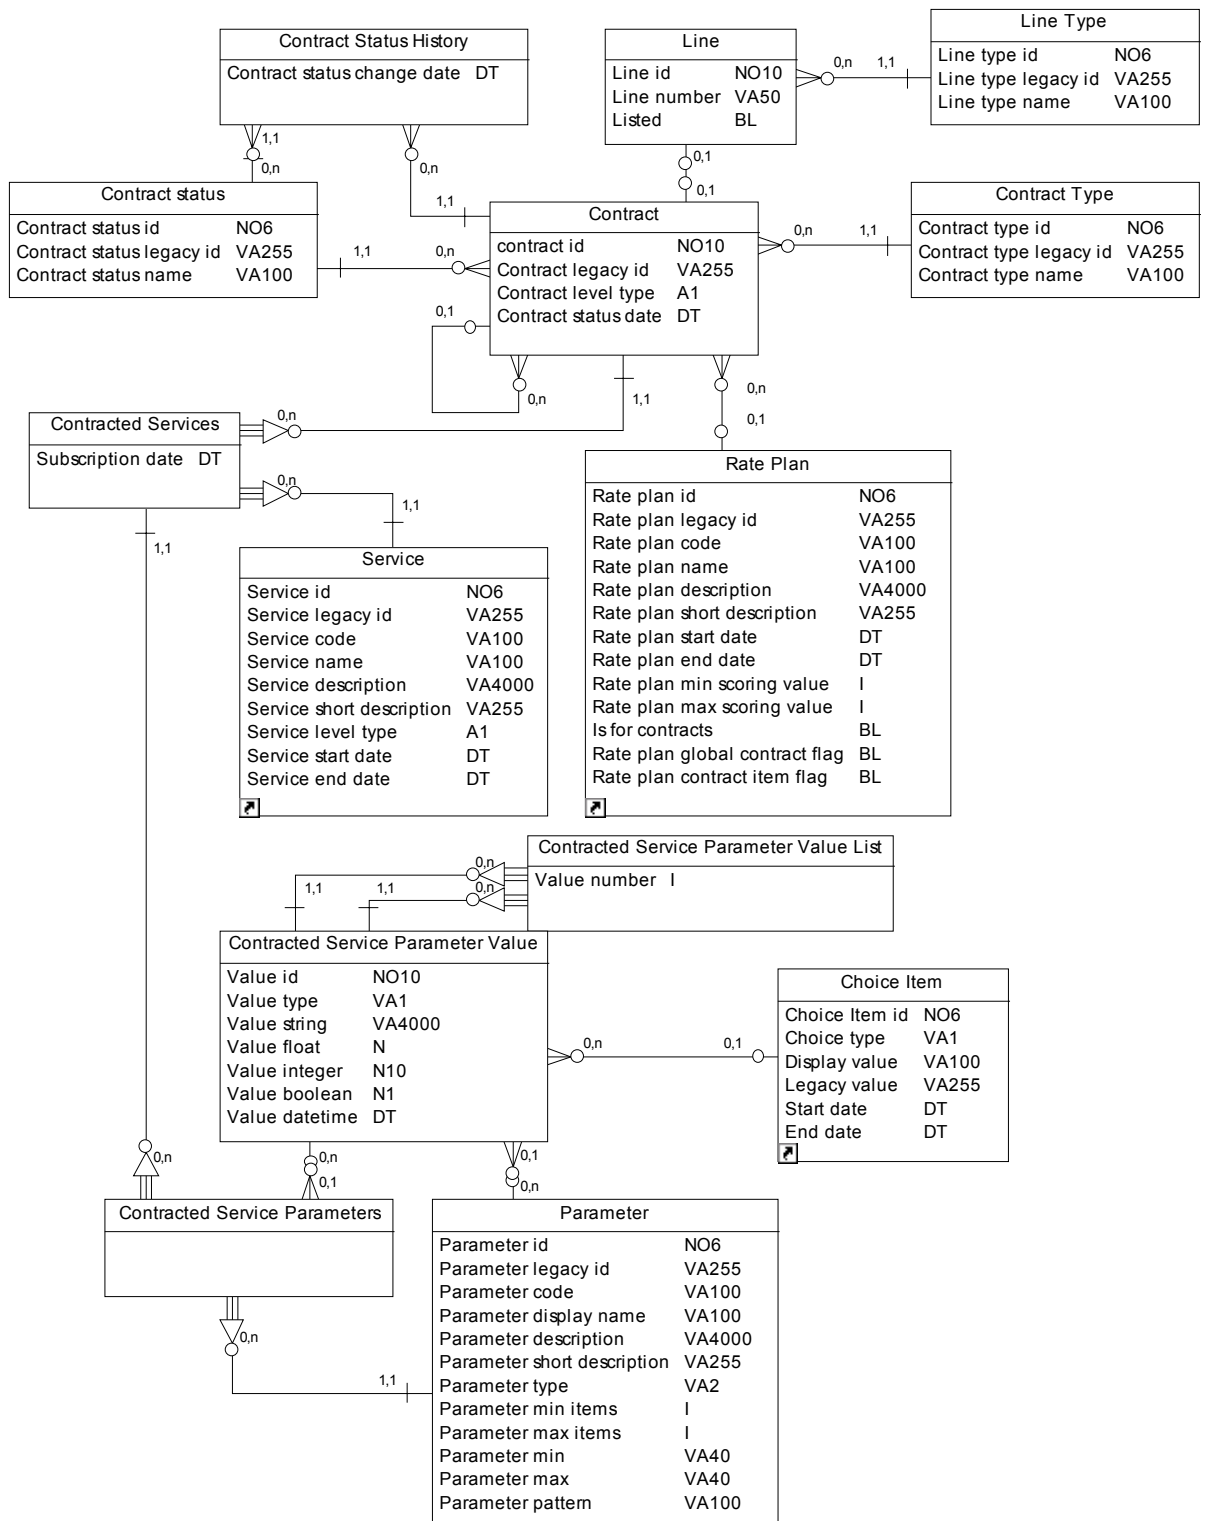 Contract Status History
Contract status change date DT
Line
Line id NO10
Line number VA50
Listed BL
Line Type
Line type id NO6
Line type legacy id VA255
Line type name VA100
0,n
1,1
1,1
0,n
0,n
0,1
0,1
Contract status
Contract status id NO6
Contract status legacy id VA255
Contract status name VA100
1,1
1,1
0,n
Contract
contract id NO10
Contract legacy id VA255
Contract level type A1
Contract status date DT
0,n
1,1
Contract Type
Contract type id NO6
Contract type legacy id VA255
Contract type name VA100
0,1
0,n
1,1
0,n
0,1
Contracted Services
Subscription date DT
0,n
0,n
1,1
1,1
Service
Service id NO6
Service legacy id VA255
Service code VA100
Service name VA100
Service description VA4000
Service short description VA255
Service level type A1
Service start date DT
Service end date DT
Rate Plan
Rate plan id NO6
Rate plan legacy id VA255
Rate plan code VA100
Rate plan name VA100
Rate plan description VA4000
Rate plan short description VA255
Rate plan start date DT
Rate plan end date DT
Rate plan min scoring value I
Rate plan max scoring value I
Is for contracts BL
Rate plan global contract flag BL
Rate plan contract item flag BL
Contracted Service Parameter Value List
Value number I
0,n
0,n
1,1
1,1
Contracted Service Parameter Value
Value id NO10
Value type VA1
Value string VA4000
Value float N
Value integer N10
Value boolean N1
Value datetime DT
0,n
0,1
Choice Item
Choice Item id NO6
Choice type VA1
Display value VA100
Legacy value VA255
Start date DT
End date DT
0,n
0,n
0,1
0,1
0,n
Contracted Service Parameters
0,n
1,1
Parameter
Parameter id NO6
Parameter legacy id VA255
Parameter code VA100
Parameter display name VA100
Parameter description VA4000
Parameter short description VA255
Parameter type VA2
Parameter min items I
Parameter max items I
Parameter min VA40
Parameter max VA40
Parameter pattern VA100